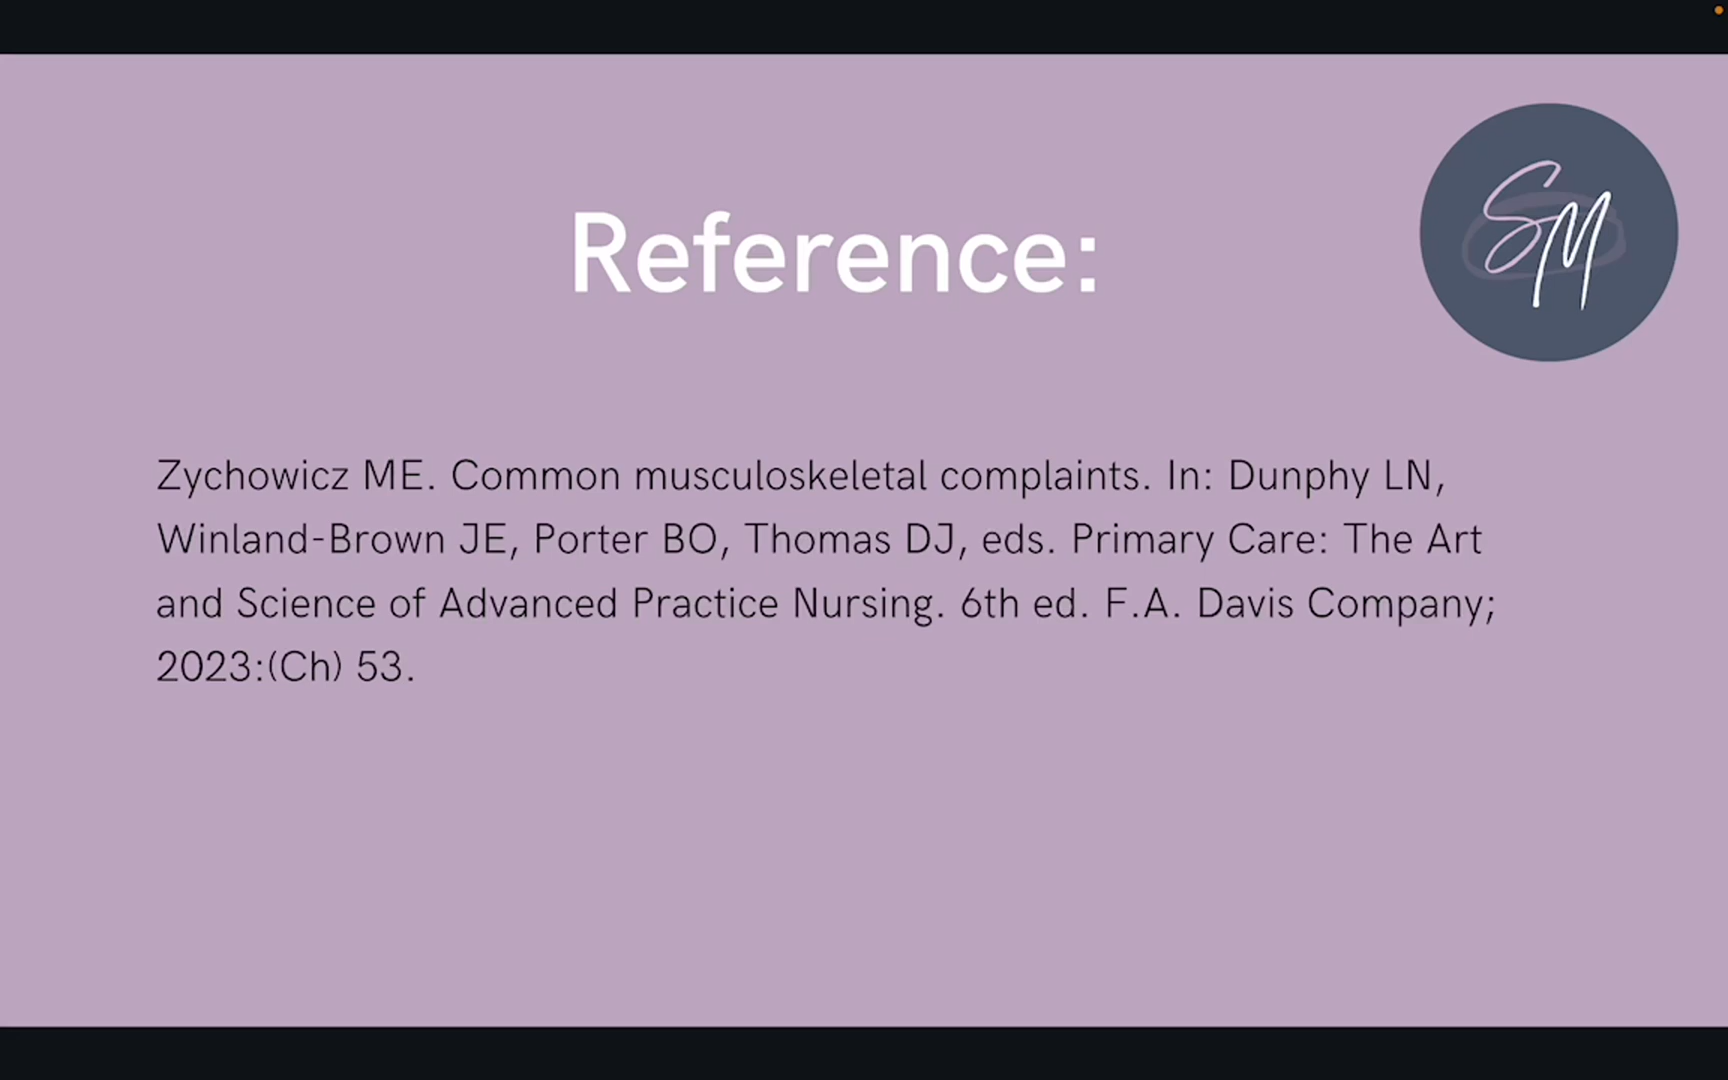 Reference:
SM
Zychowicz ME. Common musculoskeletal complaints. In: Dunphy LN,
Winland-Brown JE, Porter BO, Thomas DJ, eds. Primary Care: The Art
and Science of Advanced Practice Nursing. 6th ed. F.A. Davis Company;
2023:(Ch) 53.